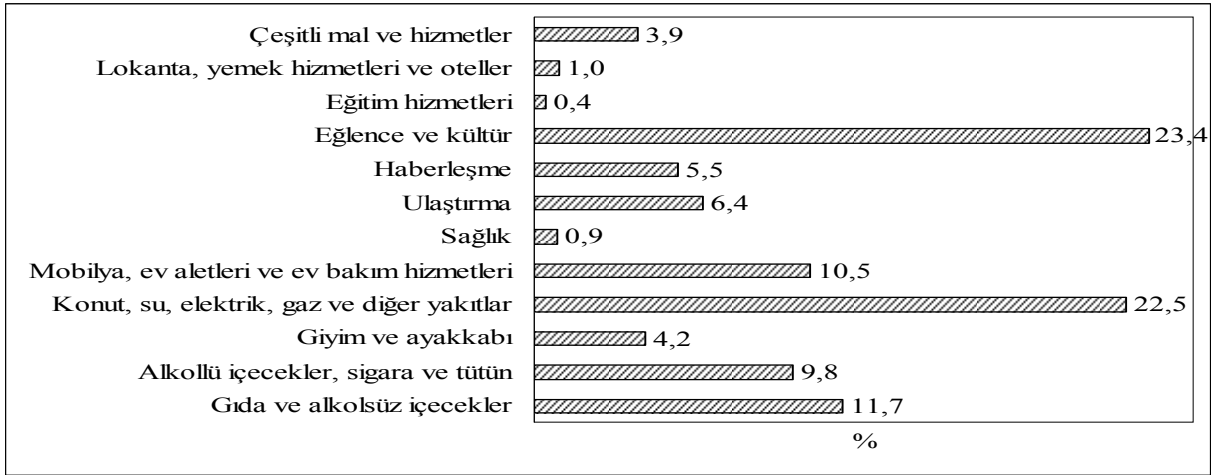 Çeşitli mal ve hizmetler 3,9
Lokanta, yemek hizmetleri ve oteller 1,0
Eğitim hizmetleri 0,4
Eğlence ve kültür 23,4
Haberleşme 5,5
Ulaştırma 6,4
Sağlık 0,9
Mobilya, ev aletleri ve ev bakım hizmetleri 10,5
Konut, su, elektrik, gaz ve diğer yakıtlar 22,5
Giyim ve ayakkabı 4,2
Alkollü içecekler, sigara ve tütün 9,8
Gıda ve alkolsüz içecekler 11,7
%